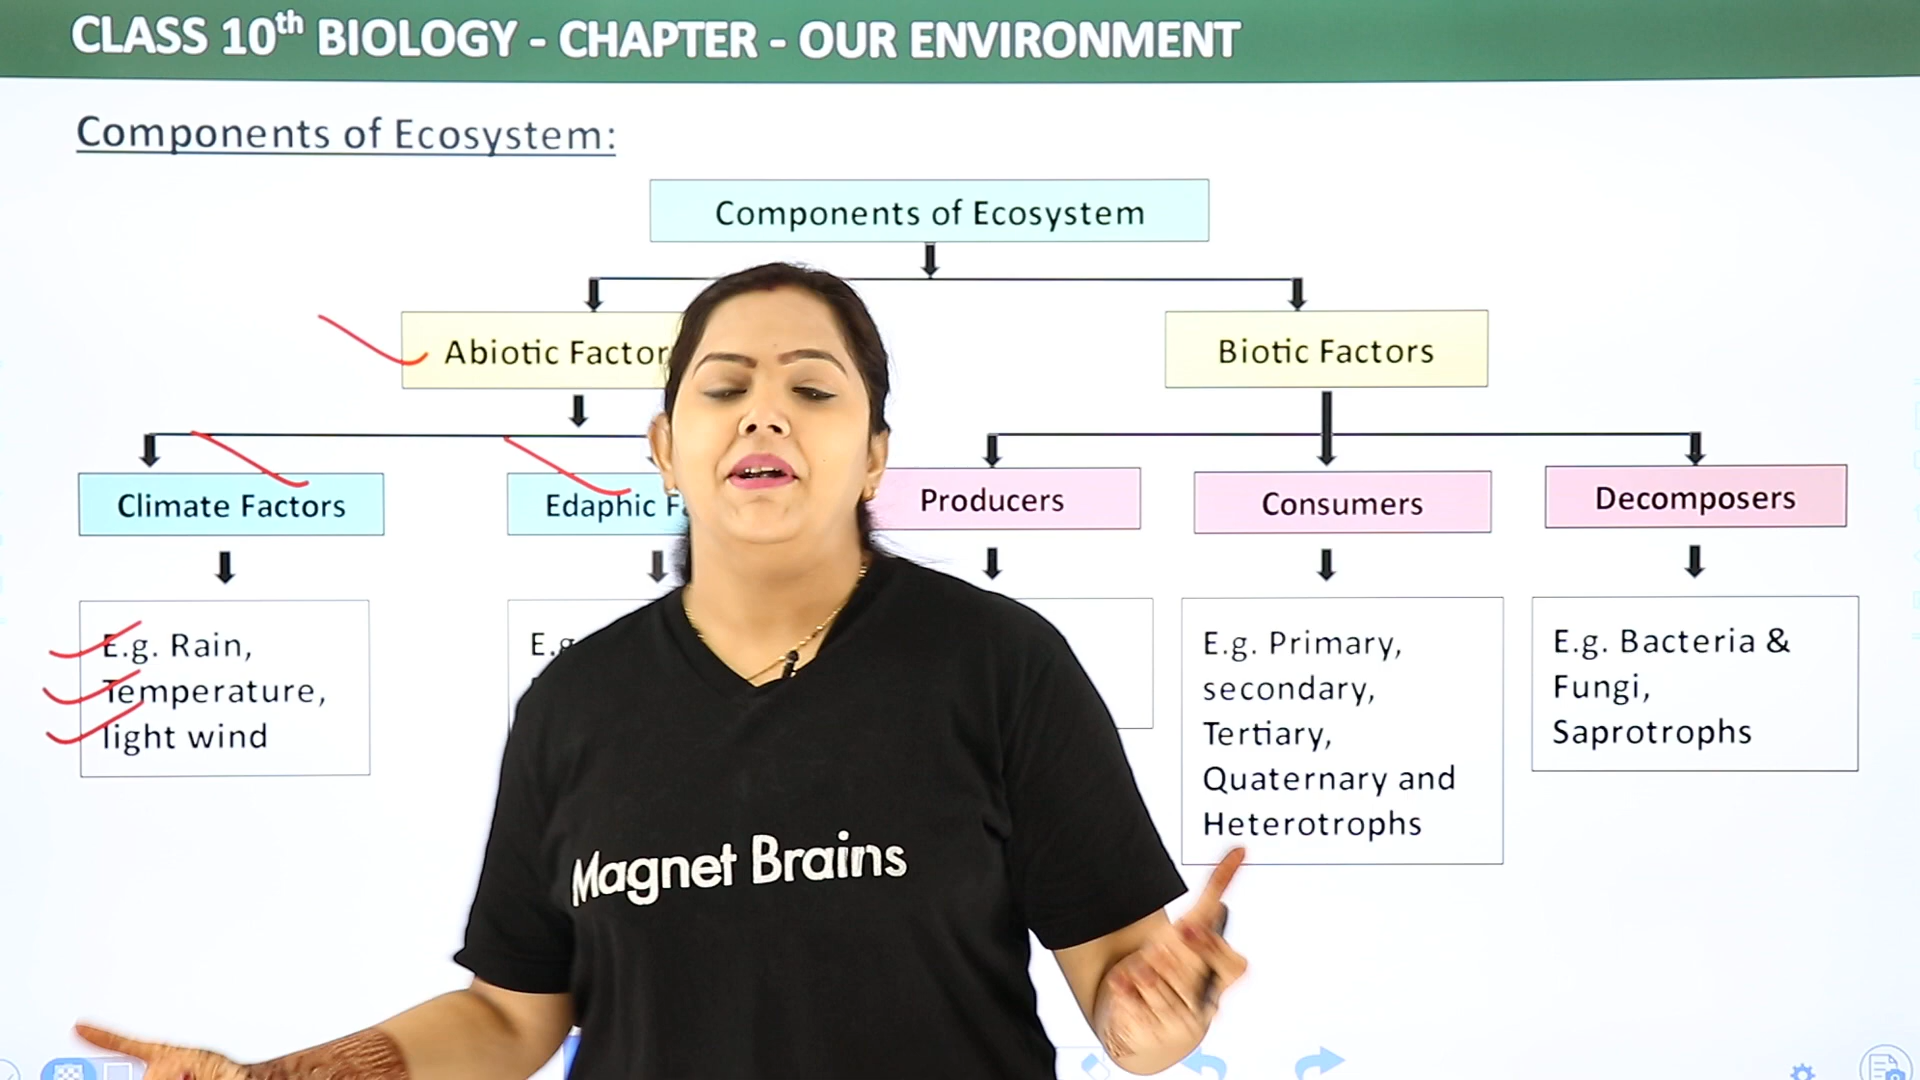 CLASS 10th BIOLOGY - CHAPTER - OUR ENVIRONMENT
Components of Ecosystem:
Components of Ecosystem
Abiotic Factor
Biotic Factors
Climate Factors
Edaphic
Producers
Consumers
Decomposers
E.g. Rain,
Temperature,
light wind
E.g.
E.g. Primary,
secondary,
Tertiary,
Quaternary and
Heterotrophs
E.g. Bacteria &
Fungi,
Saprotrophs
Magnet Brains